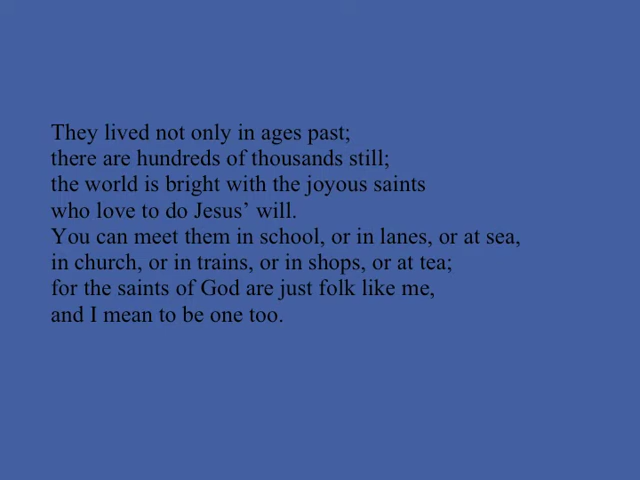 They lived not only in ages past;
there are hundreds of thousands still;
the world is bright with the joyous saints
who love to do Jesus’ will.
You can meet them in school, or in lanes, or at sea,
in church, or in trains, or in shops, or at tea;
for the saints of God are just folk like me,
and I mean to be one too.